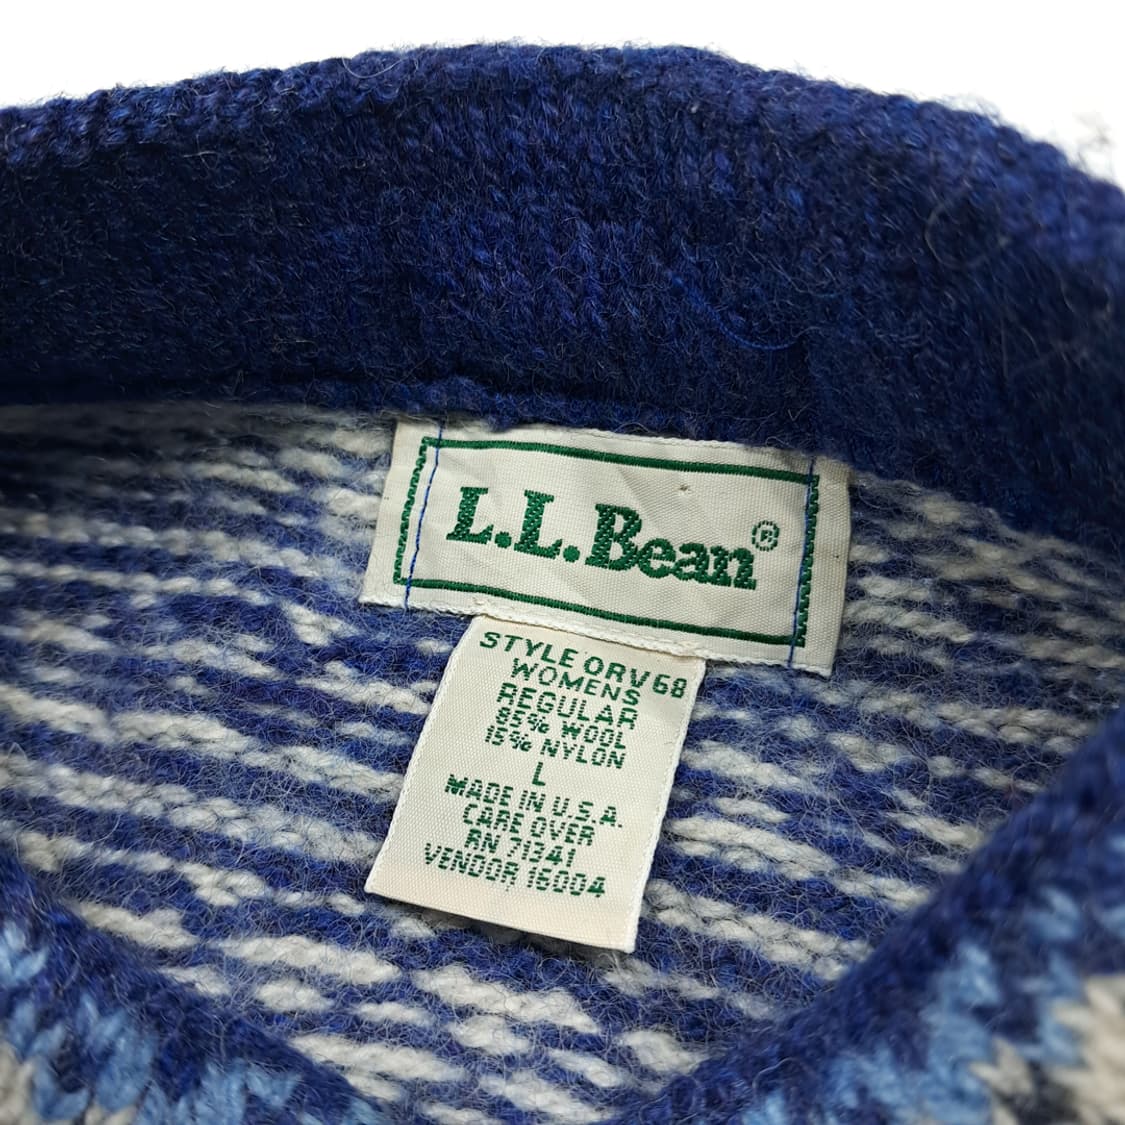 L.L.Bean®
STYLE ORV68
WOMENS
REGULAR
85% WOOL
15% NYLON
L
MADE IN U.S.A.
CARE OVER
RN 71341
VENDOR 16004